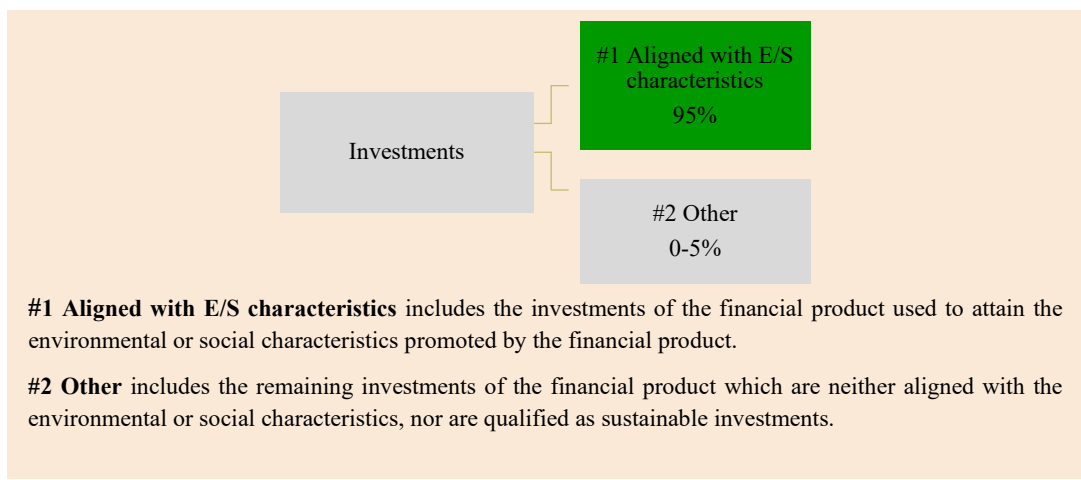 #1 Aligned with E/S
characteristics
95%
Investments
#2 Other
0-5%
#1 Aligned with E/S characteristics includes the investments of the financial product used to attain the
environmental or social characteristics promoted by the financial product.
#2 Other includes the remaining investments of the financial product which are neither aligned with the
environmental or social characteristics, nor are qualified as sustainable investments.